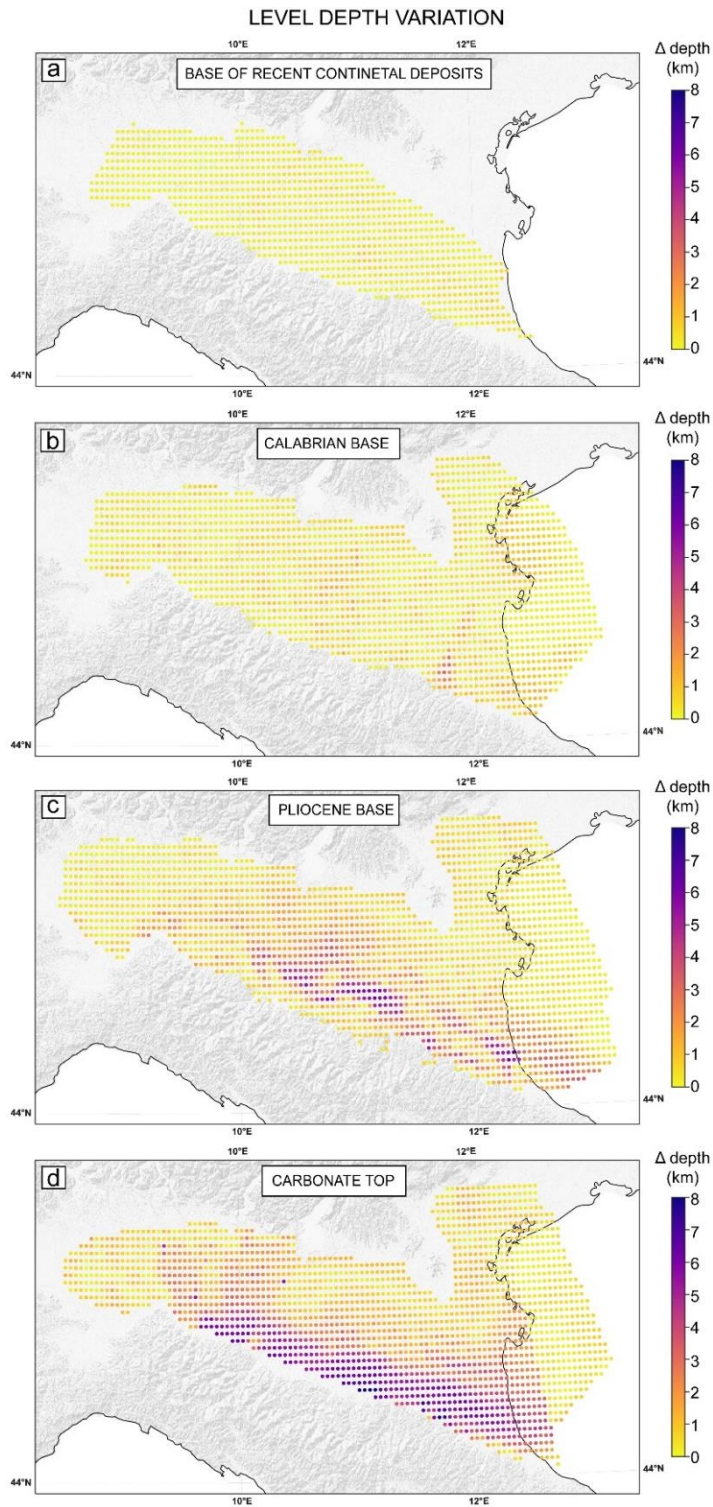 LEVEL DEPTH VARIATION
10°E 12°E
a
BASE OF RECENT CONTINETAL DEPOSITS
Δ depth
(km)
8
7
6
5
4
3
2
1
0
44°N 44°N
10°E 12°E
10°E 12°E
b
CALABRIAN BASE
Δ depth
(km)
8
7
6
5
4
3
2
1
0
44°N 44°N
10°E 12°E
10°E 12°E
c
PLIOCENE BASE
Δ depth
(km)
8
7
6
5
4
3
2
1
0
44°N 44°N
10°E 12°E
10°E 12°E
d
CARBONATE TOP
Δ depth
(km)
8
7
6
5
4
3
2
1
0
44°N 44°N
10°E 12°E